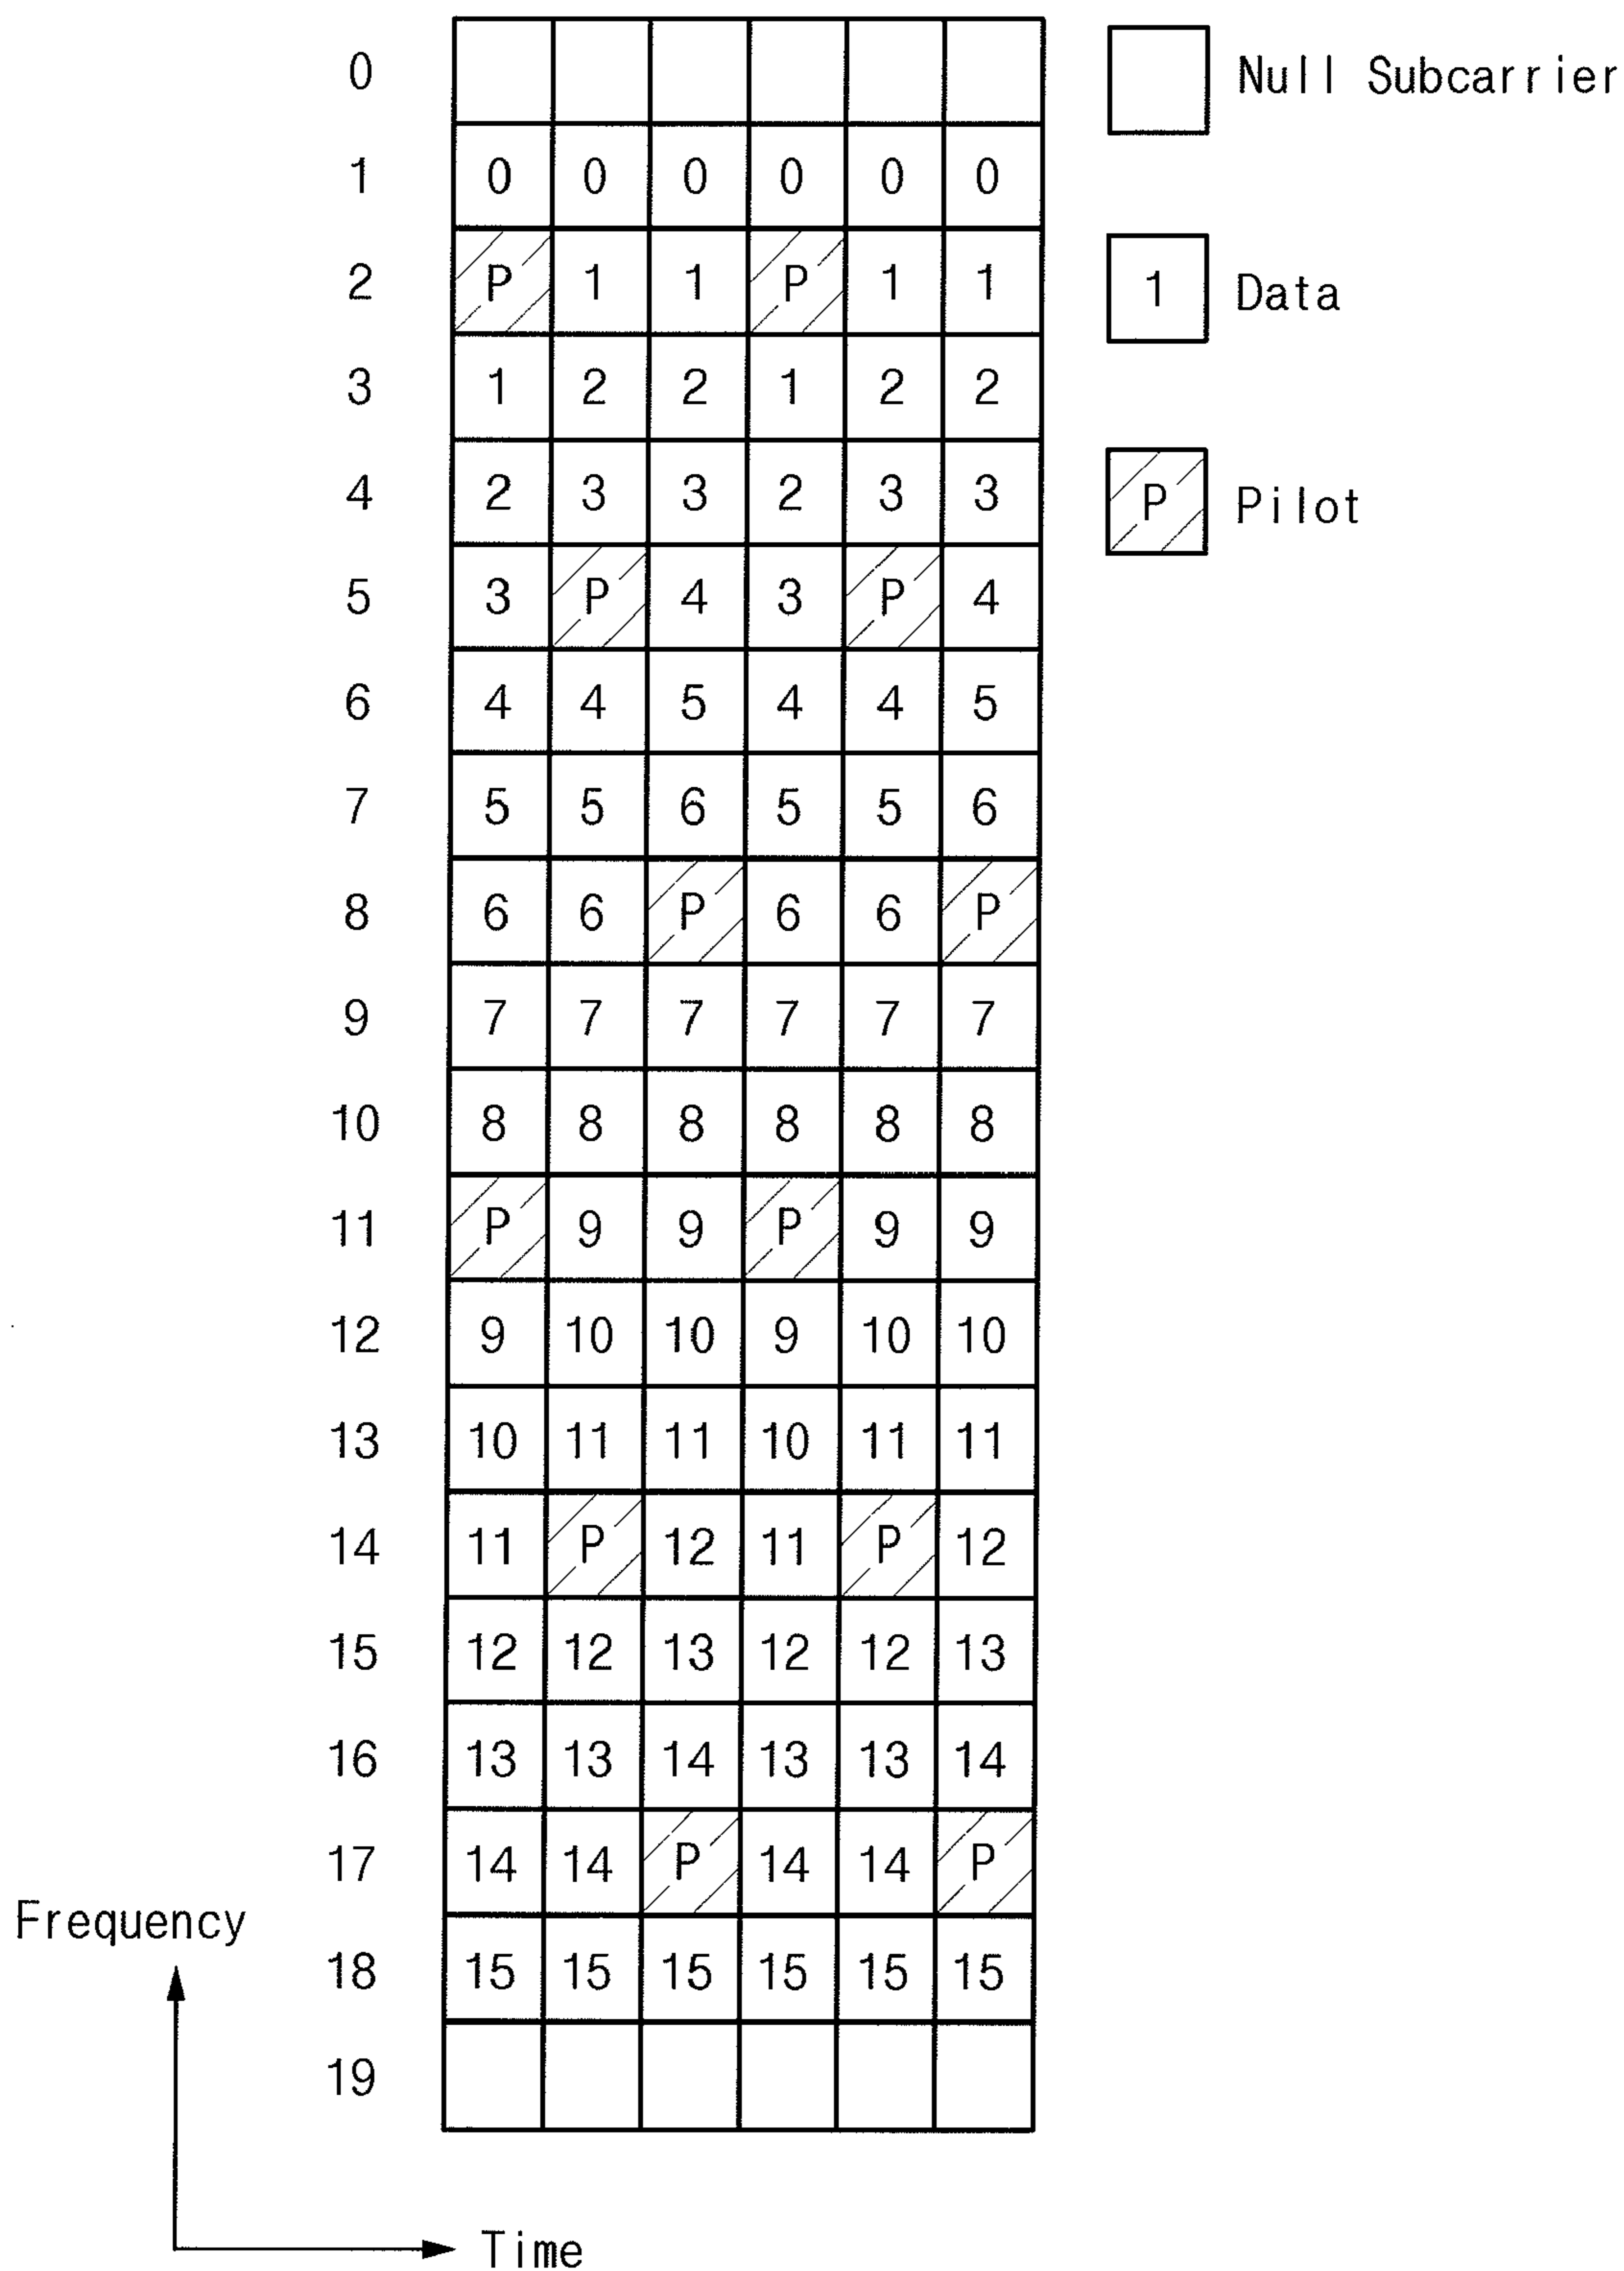 0 Null Subcarrier
1 0 0 0 0 0 0
2 P 1 1 P 1 1 1 Data
3 1 2 2 1 2 2
4 2 3 3 2 3 3 P Pilot
5 3 P 4 3 P 4
6 4 4 5 4 4 5
7 5 5 6 5 5 6
8 6 6 P 6 6 P
9 7 7 7 7 7 7
10 8 8 8 8 8 8
11 P 9 9 P 9 9
12 9 10 10 9 10 10
13 10 11 11 10 11 11
14 11 P 12 11 P 12
15 12 12 13 12 12 13
16 13 13 14 13 13 14
17 14 14 P 14 14 P
18 15 15 15 15 15 15
19
Frequency
Time